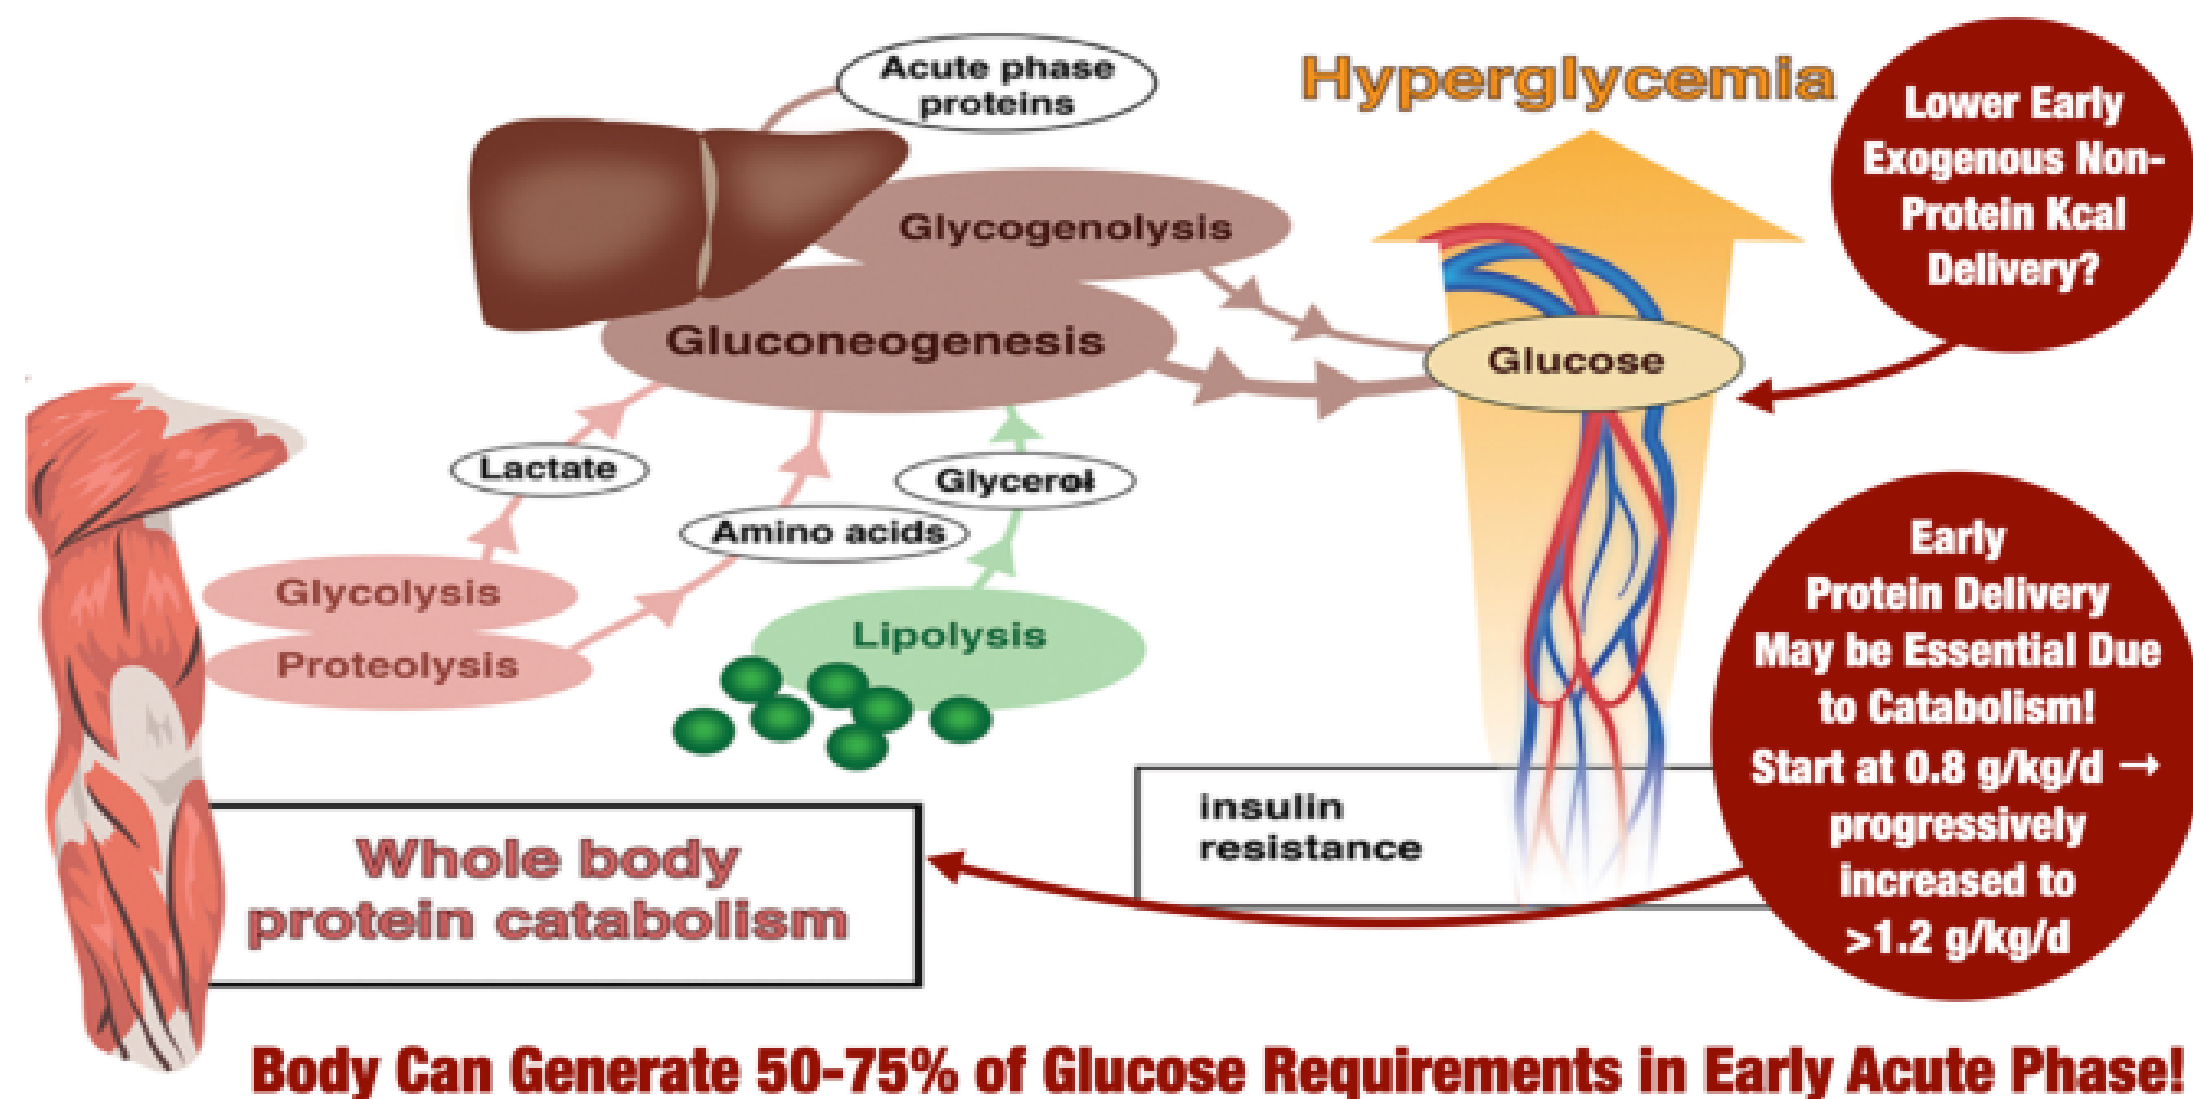 Acute phase
proteins
Hyperglycemia
Lower Early
Exogenous Non-
Protein Kcal
Delivery?
Glycogenolysis
Gluconeogenesis
Glucose
Lactate
Glycerol
Amino acids
Glycolysis
Proteolysis
Lipolysis
Early
Protein Delivery
May be Essential Due
to Catabolism!
Start at 0.8 g/kg/d →
progressively
increased to
>1.2 g/kg/d
insulin
resistance
Whole body
protein catabolism
Body Can Generate 50-75% of Glucose Requirements in Early Acute Phase!